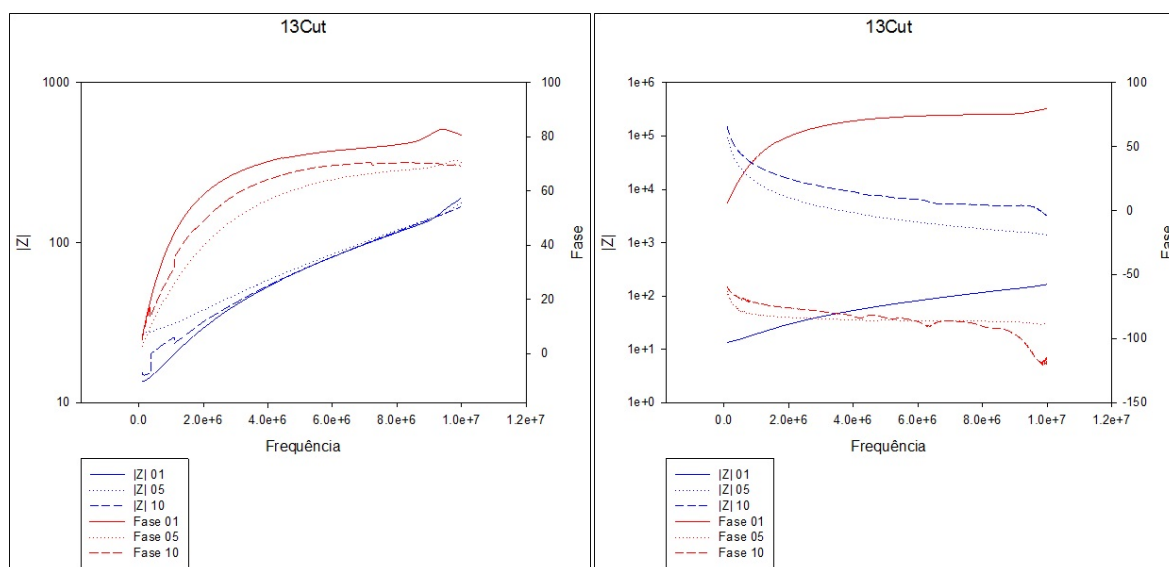 13Cut
1000
100
10
|Z|
100
80
60
40
20
0
Fase
0.0
2.0e+6
4.0e+6
6.0e+6
8.0e+6
1.0e+7
1.2e+7
Frequência
|Z| 01
|Z| 05
|Z| 10
Fase 01
Fase 05
Fase 10
13Cut
1e+6
1e+5
1e+4
1e+3
1e+2
1e+1
1e+0
|Z|
100
50
0
-50
-100
-150
Fase
0.0
2.0e+6
4.0e+6
6.0e+6
8.0e+6
1.0e+7
1.2e+7
Frequência
|Z| 01
|Z| 05
|Z| 10
Fase 01
Fase 05
Fase 10